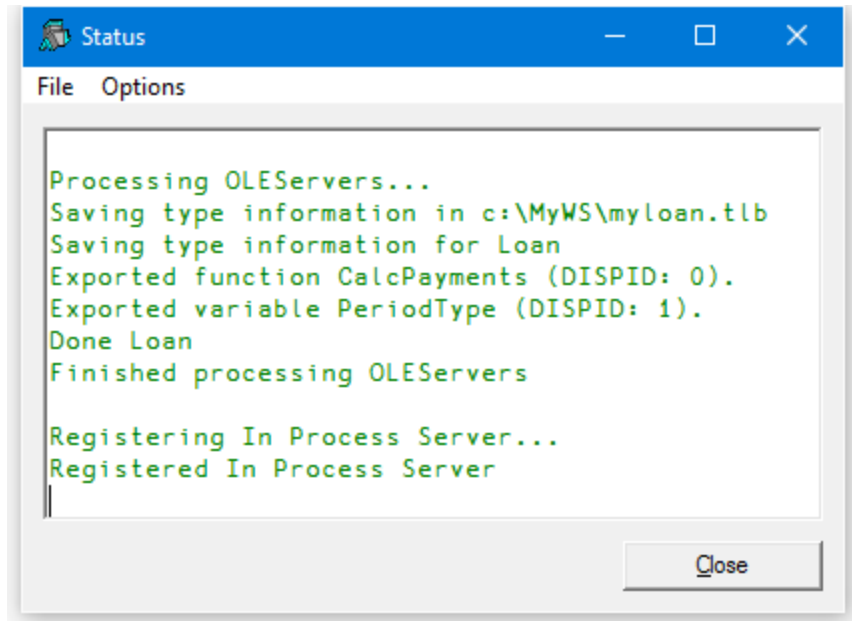 Status
File Options
Processing OLEServers...
Saving type information in c:\MyWS\myloan.tlb
Saving type information for Loan
Exported function CalcPayments (DISPID: 0).
Exported variable PeriodType (DISPID: 1).
Done Loan
Finished processing OLEServers
Registering In Process Server...
Registered In Process Server
Close